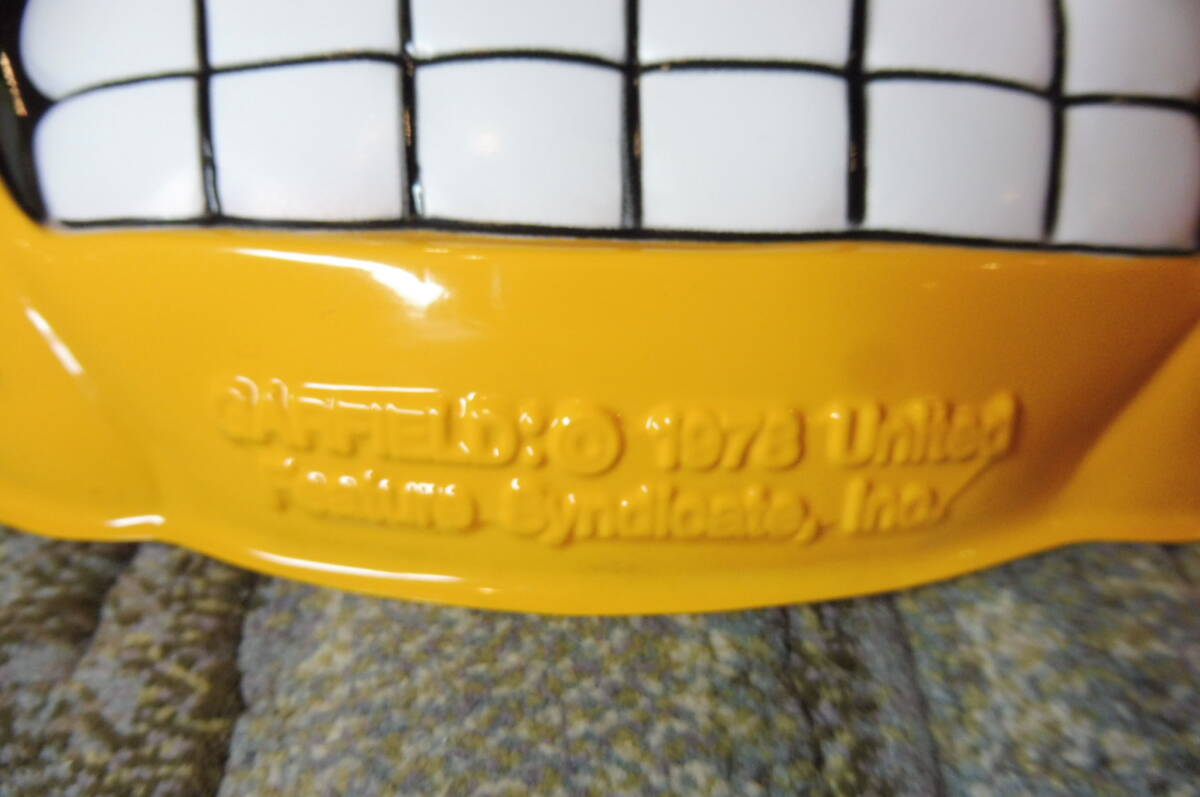 GARFIELD: © 1978 United
Feature Syndicate, Inc.